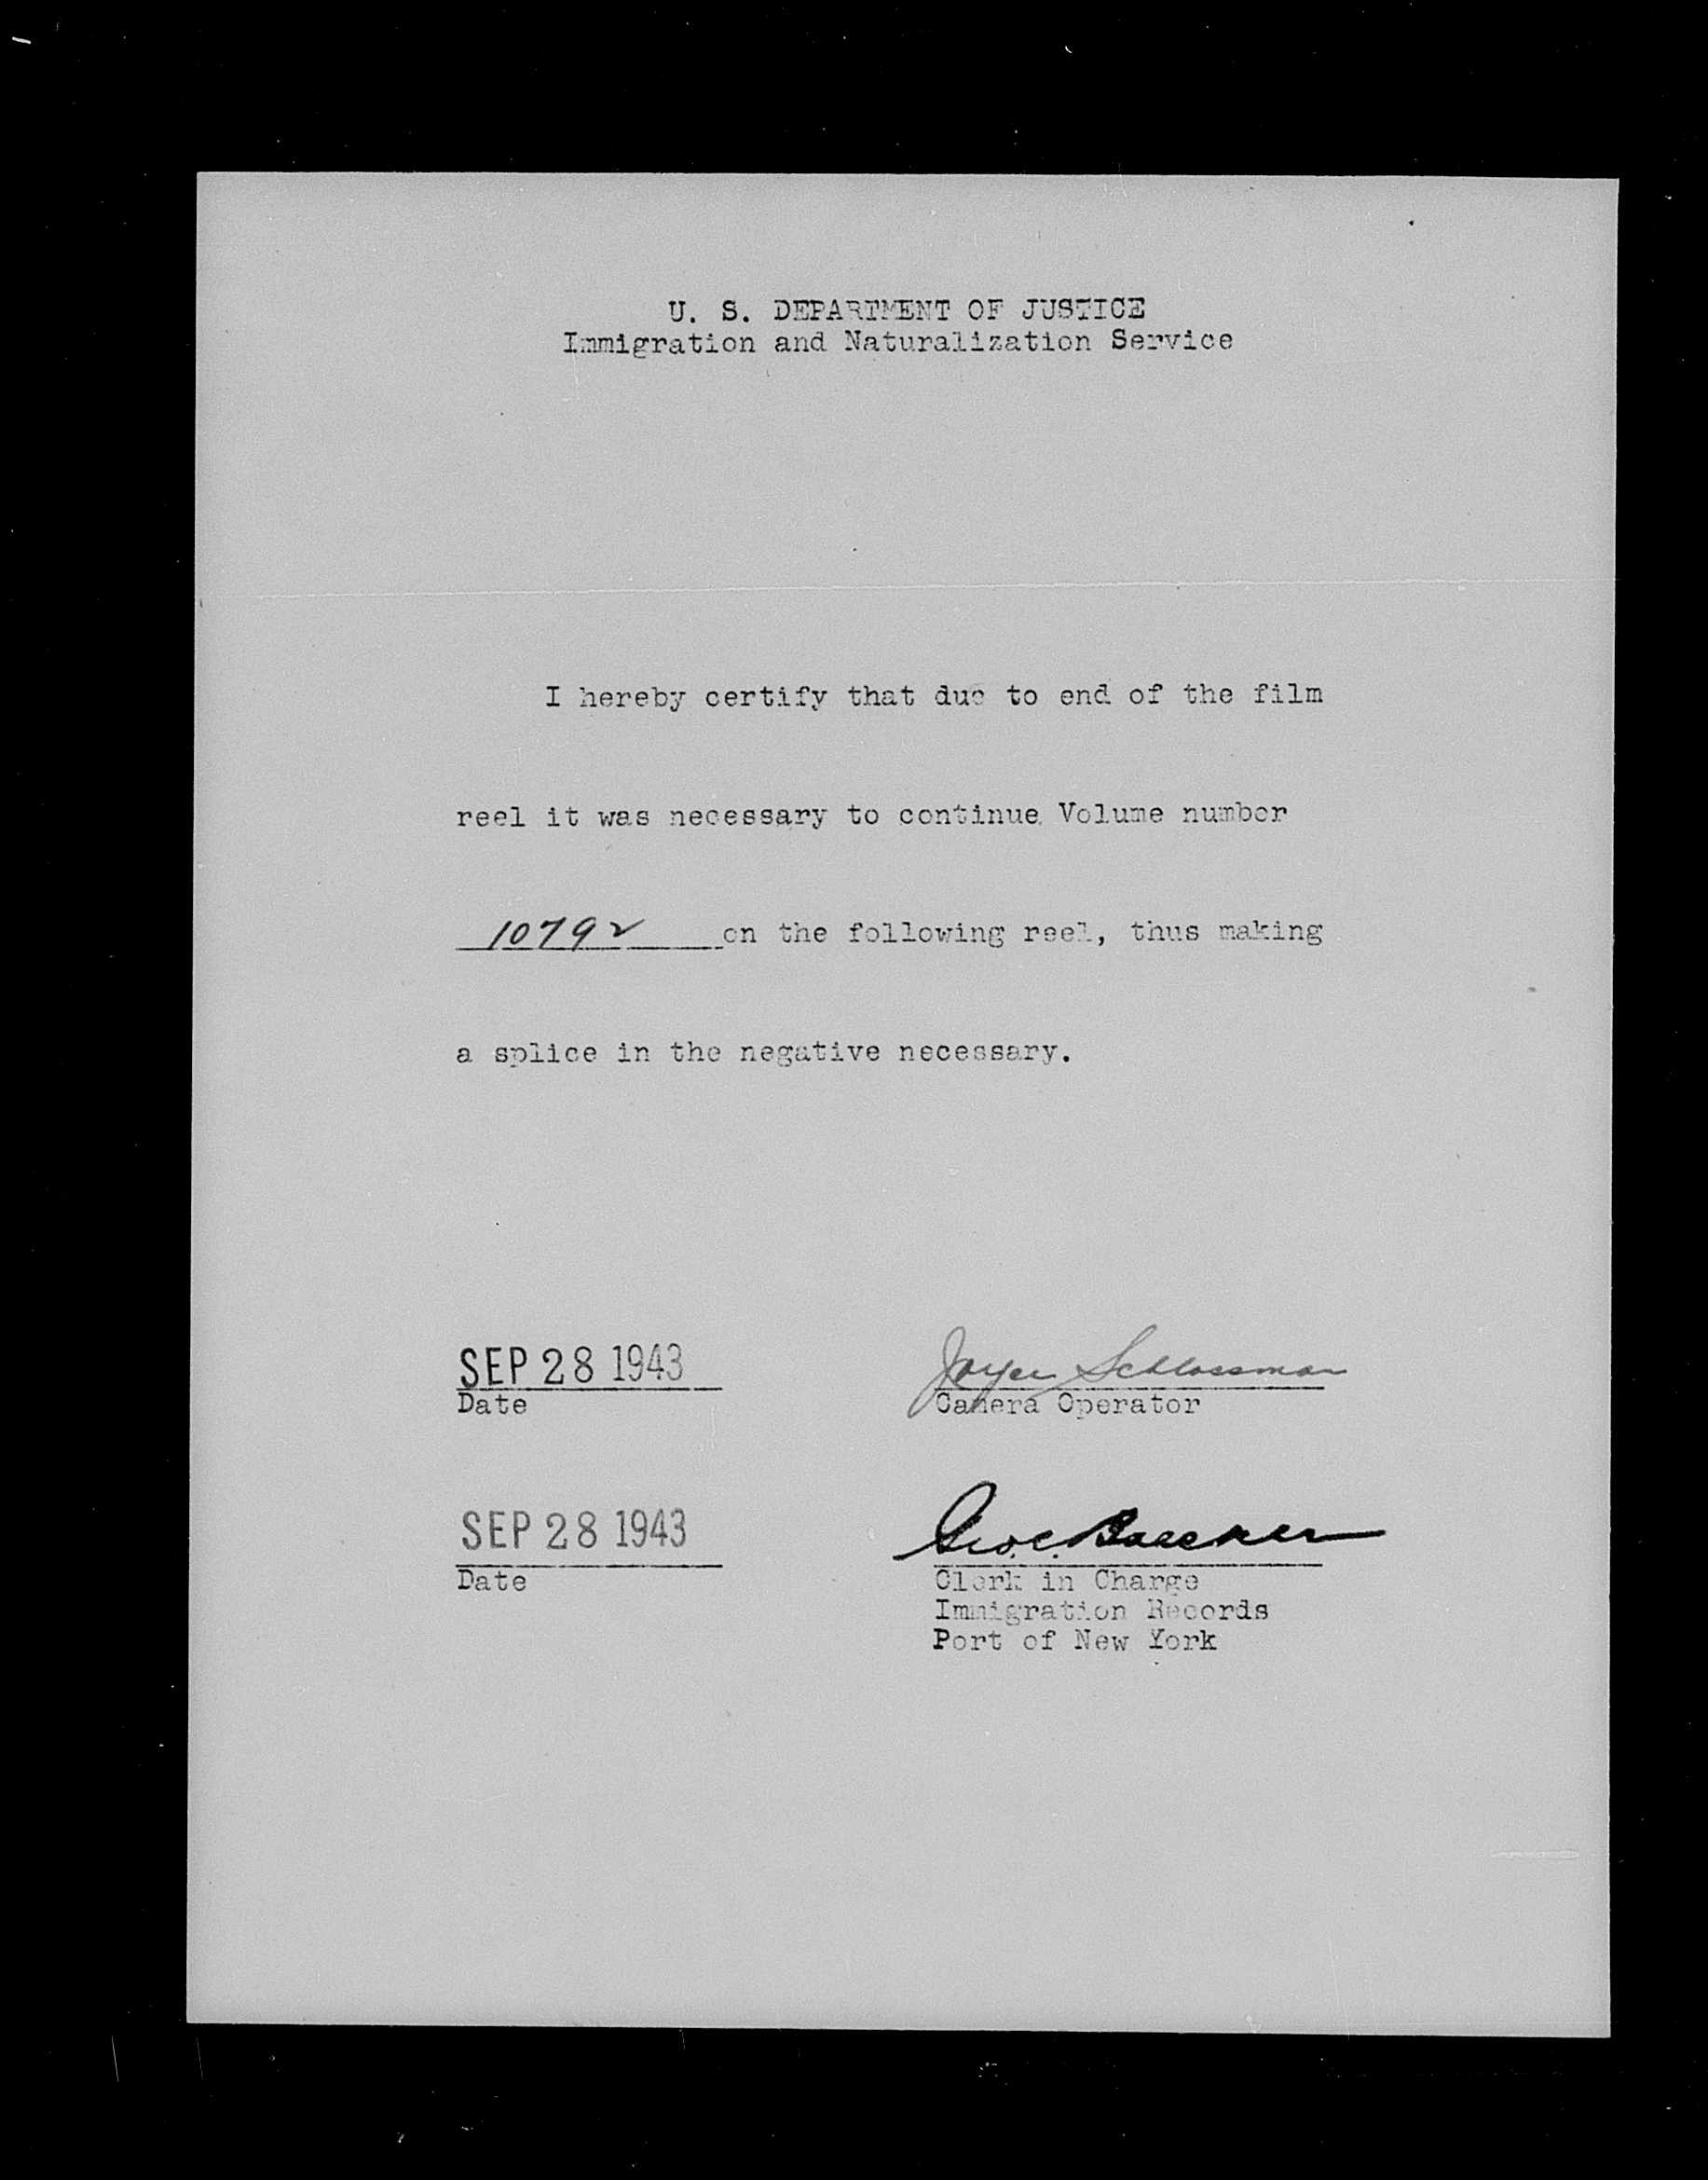 U. S. DEPARTMENT OF JUSTICE
Immigration and Naturalization Service
I hereby certify that due to end of the film
reel it was necessary to continue Volume number
10792 on the following reel, thus making
a splice in the negative necessary.
SEP 28 1943 Joyce Schlossman
Date Camera Operator
SEP 28 1943 Geo. C.
Date Clerk in Charge
Immigration Records
Port of New York